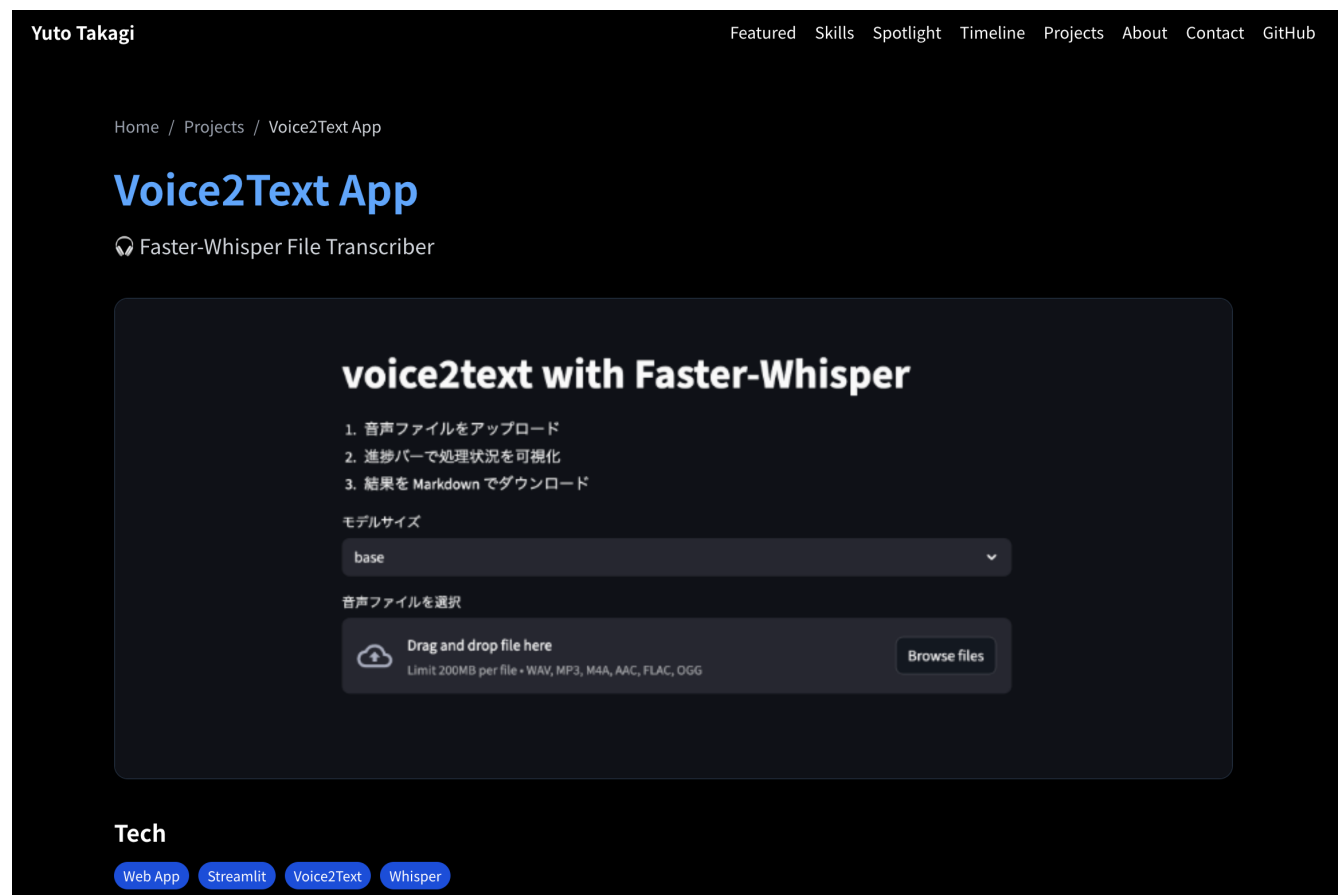 Yuto Takagi
Featured Skills Spotlight Timeline Projects About Contact GitHub
Home / Projects / Voice2Text App
Voice2Text App
🎧 Faster-Whisper File Transcriber
voice2text with Faster-Whisper
1. 音声ファイルをアップロード
2. 進捗バーで処理状況を可視化
3. 結果を Markdown でダウンロード
モデルサイズ
base
音声ファイルを選択
Drag and drop file here
Limit 200MB per file • WAV, MP3, M4A, AAC, FLAC, OGG
Browse files
Tech
Web App Streamlit Voice2Text Whisper